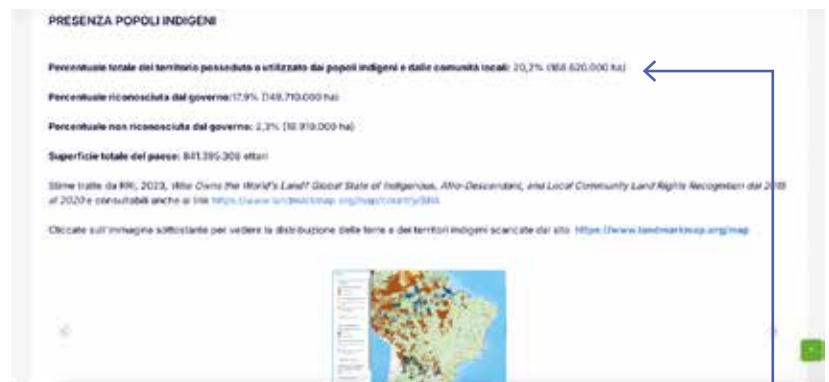 PRESENZA POPOLI INDIGENI
Percentuale totale del territorio posseduto o utilizzato dai popoli indigeni e dalle comunità locali: 20,2% (168.620.000 ha)
Percentuale riconosciuta dal governo:17,9% (149.710.000 ha)
Percentuale non riconosciuta dal governo: 2,3% (18.910.000 ha)
Superficie totale del paese: 841.395.300 ettari
Stime tratte da RRI, 2023, Who Owns the World's Land? Global State of Indigenous, Afro-Descendant, and Local Community Land Rights Recognition dal 2015
al 2020 e consultabili anche al link https://www.landmarkmap.org/map/country/BRA
Cliccate sull'immagine sottostante per vedere la distribuzione delle terre e dei territori indigeni scaricate dal sito https://www.landmarkmap.org/map